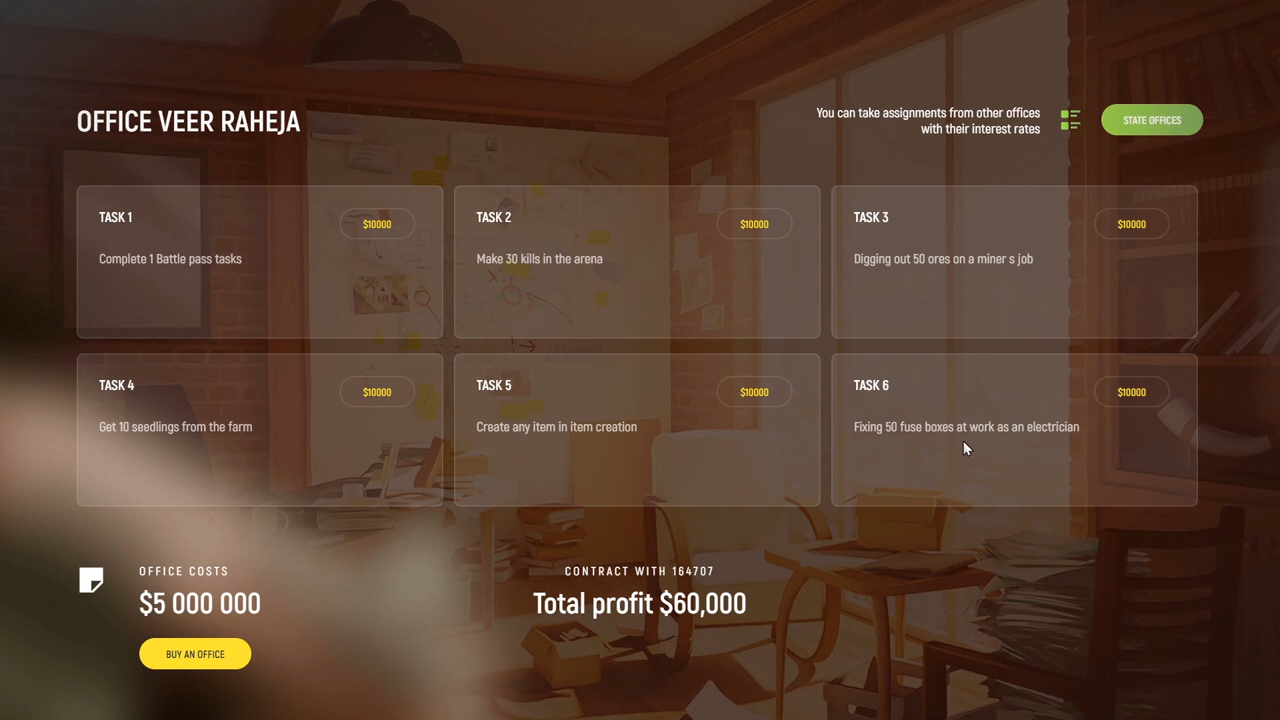 OFFICE VEER RAHEJA
You can take assignments from other offices
with their interest rates
STATE OFFICES
TASK 1
$10000
Complete 1 Battle pass tasks
TASK 2
$10000
Make 30 kills in the arena
TASK 3
$10000
Digging out 50 ores on a miner s job
TASK 4
$10000
Get 10 seedlings from the farm
TASK 5
$10000
Create any item in item creation
TASK 6
$10000
Fixing 50 fuse boxes at work as an electrician
OFFICE COSTS
$5 000 000
BUY AN OFFICE
CONTRACT WITH 164707
Total profit $60,000